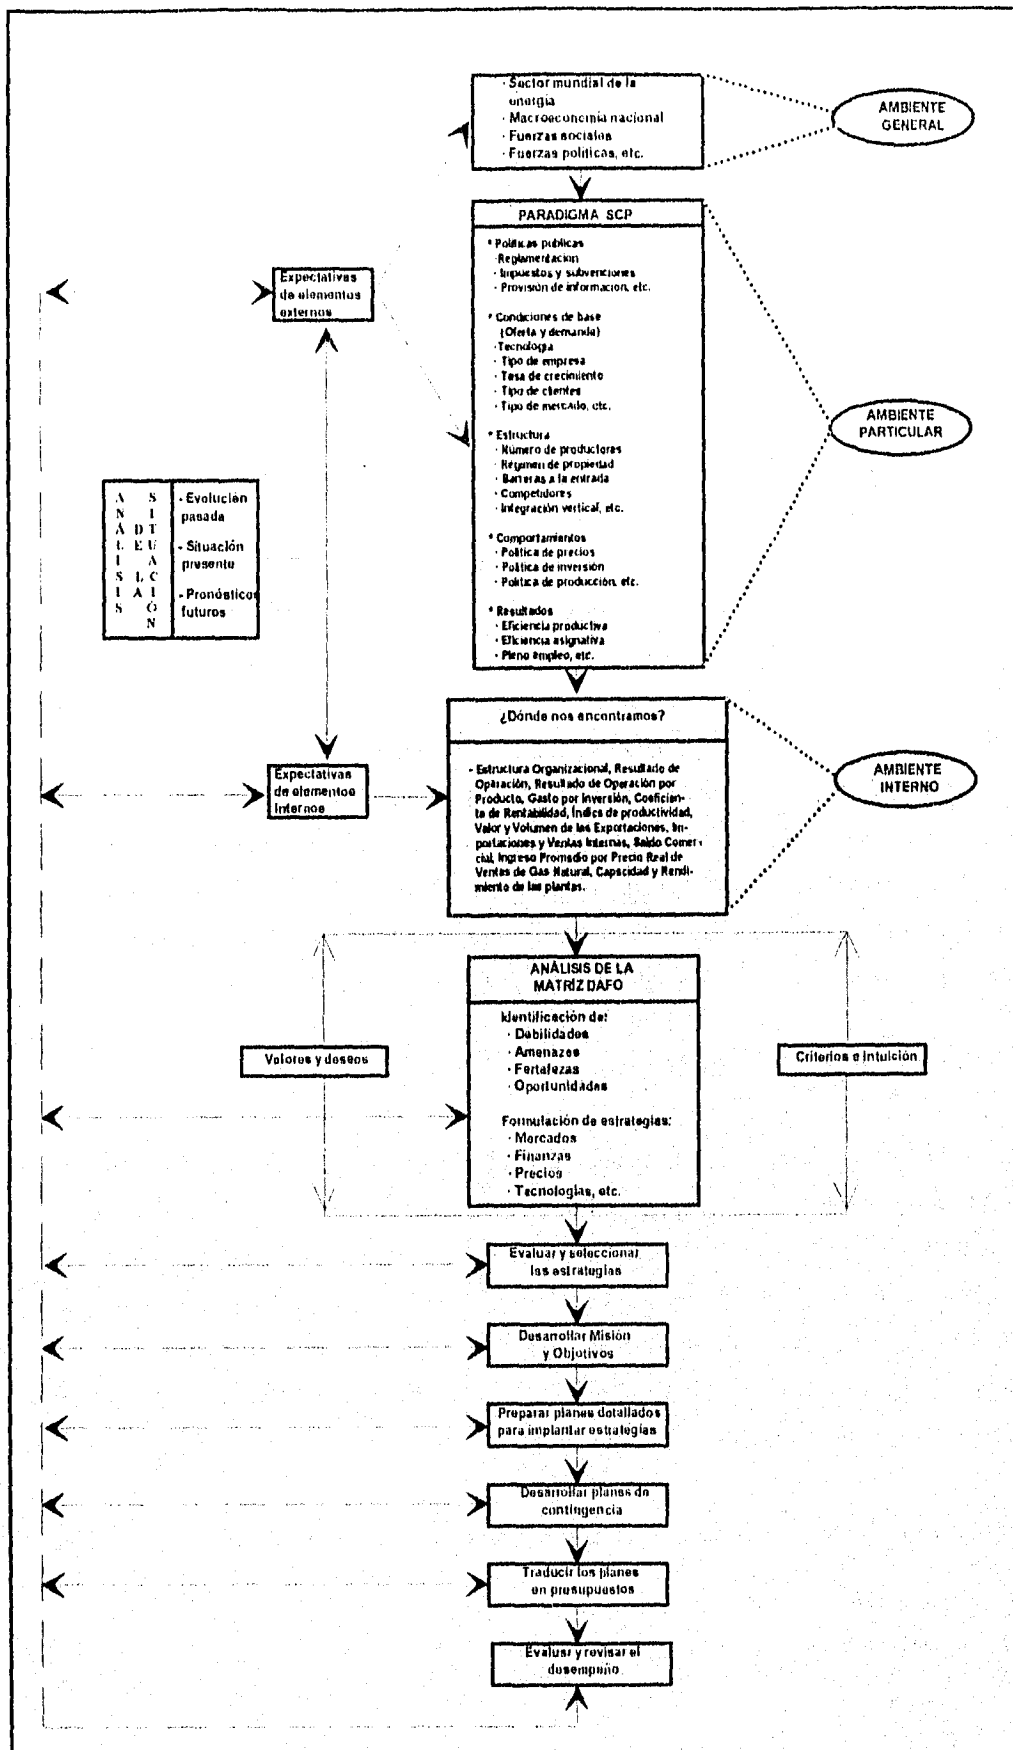 · Sector mundial de la
energía
· Macroeconomía nacional
· Fuerzas sociales
· Fuerzas políticas, etc.
AMBIENTE
GENERAL
PARADIGMA SCP
* Políticas públicas
·Reglamentación
· Impuestos y subvenciones
· Provisión de información, etc.
* Condiciones de base
(Oferta y demanda)
·Tecnología
· Tipo de empresa
· Tasa de crecimiento
· Tipo de clientes
· Tipo de mercado, etc.
* Estructura
· Número de productores
· Régimen de propiedad
· Barreras a la entrada
· Competidores
· Integración vertical, etc.
* Comportamientos
· Política de precios
· Política de inversión
· Política de producción, etc.
* Resultados
· Eficiencia productiva
· Eficiencia asignativa
· Pleno empleo, etc.
AMBIENTE
PARTICULAR
Expectativas
de elementos
externos
ANÁLISIS
DE LA
SITUACIÓN
- Evolución
pasada
- Situación
presente
- Pronósticos
futuros
Expectativas
de elementos
Internos
¿Dónde nos encontramos?
- Estructura Organizacional, Resultado de
Operación, Resultado de Operación por
Producto, Gasto por Inversión, Coeficien-
te de Rentabilidad, Índice de productividad,
Valor y Volumen de las Exportaciones, Im-
portaciones y Ventas Internas, Saldo Comer-
cial, Ingreso Promedio por Precio Real de
Ventas de Gas Natural, Capacidad y Rendi-
miento de las plantas.
AMBIENTE
INTERNO
ANÁLISIS DE LA
MATRÍZ DAFO
Identificación de:
· Debilidades
· Amenazas
· Fortalezas
· Oportunidades
Formulación de estrategias:
· Mercados
· Finanzas
· Precios
· Tecnologías, etc.
Valores y deseos
Criterios e Intuición
Evaluar y seleccionar
las estrategias
Desarrollar Misión
y Objetivos
Preparar planes detallados
para implantar estrategias
Desarrollar planes de
contingencia
Traducir los planes
en presupuestos
Evaluar y revisar el
desempeño